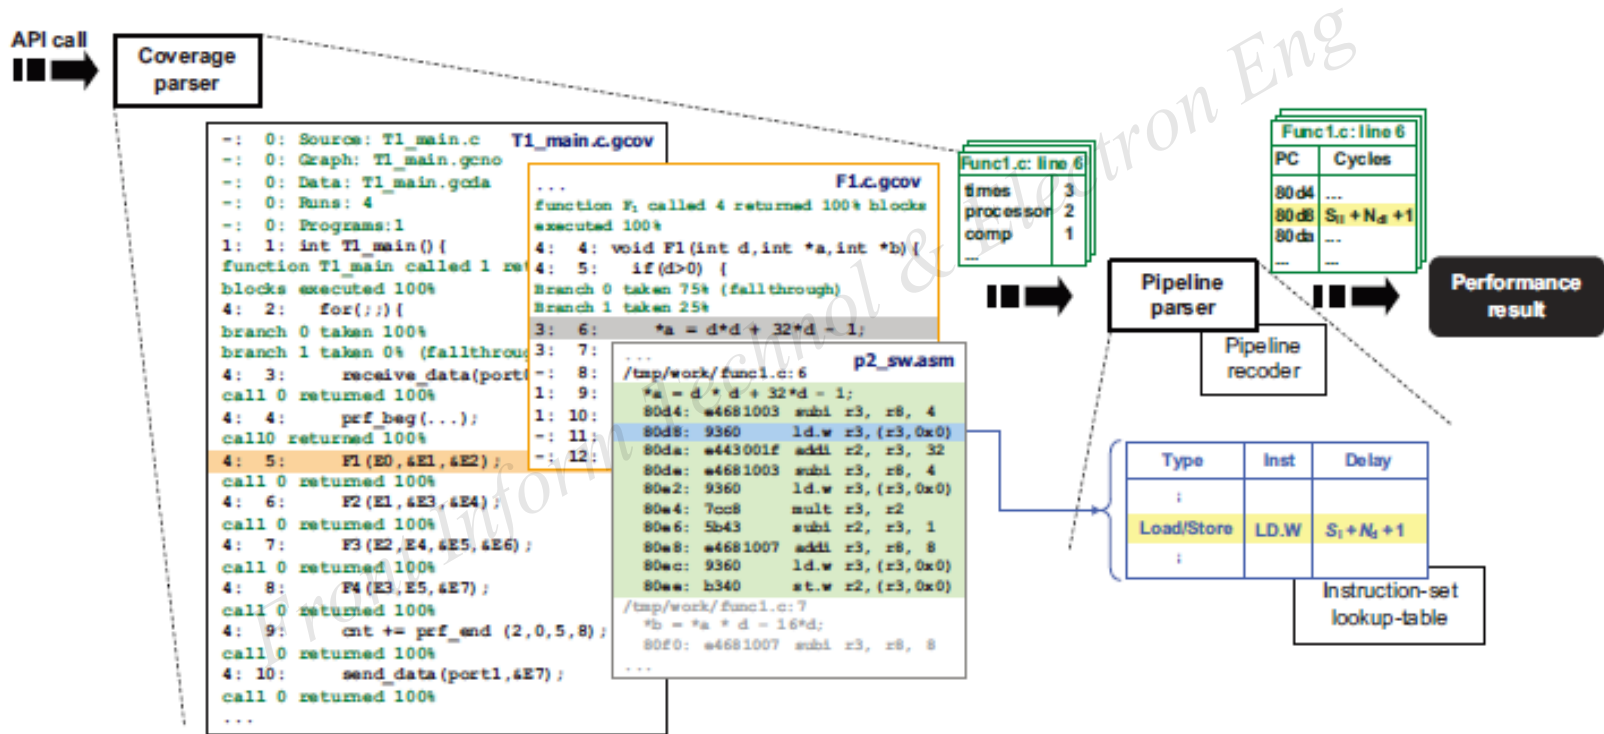 API call
Coverage
parser
T1_main.c.gcov
-: 0: Source: T1_main.c
-: 0: Graph: T1_main.gcno
-: 0: Data: T1_main.gcda
-: 0: Runs: 4
-: 0: Programs:1
1: 1: int T1_main(){
function T1_main called 1 ret
blocks executed 100%
4: 2: for(;;){
branch 0 taken 100%
branch 1 taken 0% (fallthroug
4: 3: receive_data(port
call 0 returned 100%
4: 4: prf_beg(...);
call0 returned 100%
4: 5: F1(E0,&E1,&E2);
call 0 returned 100%
4: 6: F2(E1,&E3,&E4);
call 0 returned 100%
4: 7: F3(E2,E4,&E5,&E6);
call 0 returned 100%
4: 8: F4(E3,E5,&E7);
call 0 returned 100%
4: 9: cnt += prf_end (2,0,5,8);
call 0 returned 100%
4: 10: send_data(port1,&E7);
call 0 returned 100%
...
F1.c.gcov
...
function F1 called 4 returned 100% blocks
executed 100%
4: 4: void F1(int d,int *a,int *b){
4: 5: if(d>0) {
Branch 0 taken 75% (fallthrough)
Branch 1 taken 25%
3: 6: *a = d*d + 32*d - 1;
3: 7:
-: 8:
1: 9:
1: 10:
-: 11:
-: 12:
p2_sw.asm
...
/tmp/work/func1.c:6
*a = d * d + 32*d - 1;
80d4: e4681003 subi r3, r8, 4
80d8: 9360 ld.w r3,(r3,0x0)
80da: e443001f addi r2, r3, 32
80de: e4681003 subi r3, r8, 4
80e2: 9360 ld.w r3,(r3,0x0)
80e4: 7cc8 mult r3, r2
80e6: 5b43 subi r2, r3, 1
80e8: e4681007 addi r3, r8, 8
80ec: 9360 ld.w r3,(r3,0x0)
80ee: b340 st.w r2,(r3,0x0)
/tmp/work/func1.c:7
*b = *a * d - 16*d;
80f0: e4681007 subi r3, r8, 8
...
Func1.c: line 6
times 3
processor 2
comp 1
...
Pipeline
parser
Pipeline
recoder
Func1.c: line 6
PC Cycles
80d4 ...
80d8 SIII + NdII +1
80da ...
... ...
Performance
result
Type Inst Delay
:
Load/Store LD.W SI + Nd +1
:
Instruction-set
lookup-table
Front Inform Technol & Electron Eng